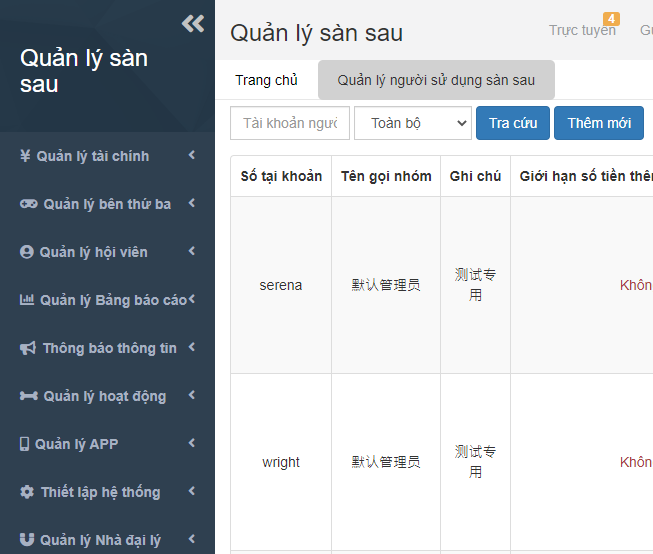 Quản lý sàn
sau
Quản lý tài chính
Quản lý bên thứ ba
Quản lý hội viên
Quản lý Bảng báo cáo
Thông báo thông tin
Quản lý hoạt động
Quản lý APP
Thiết lập hệ thống
Quản lý Nhà đại lý
Quản lý sàn sau
Trực tuyến 4
Trang chủ Quản lý người sử dụng sàn sau
Tài khoản Toàn bộ Tra cứu Thêm mới
Số tại khoản Tên gọi nhóm Ghi chú Giới hạn số tiền
serena 默认管理员 测试专
用
Khôn
wright 默认管理员 测试专
用
Khôn